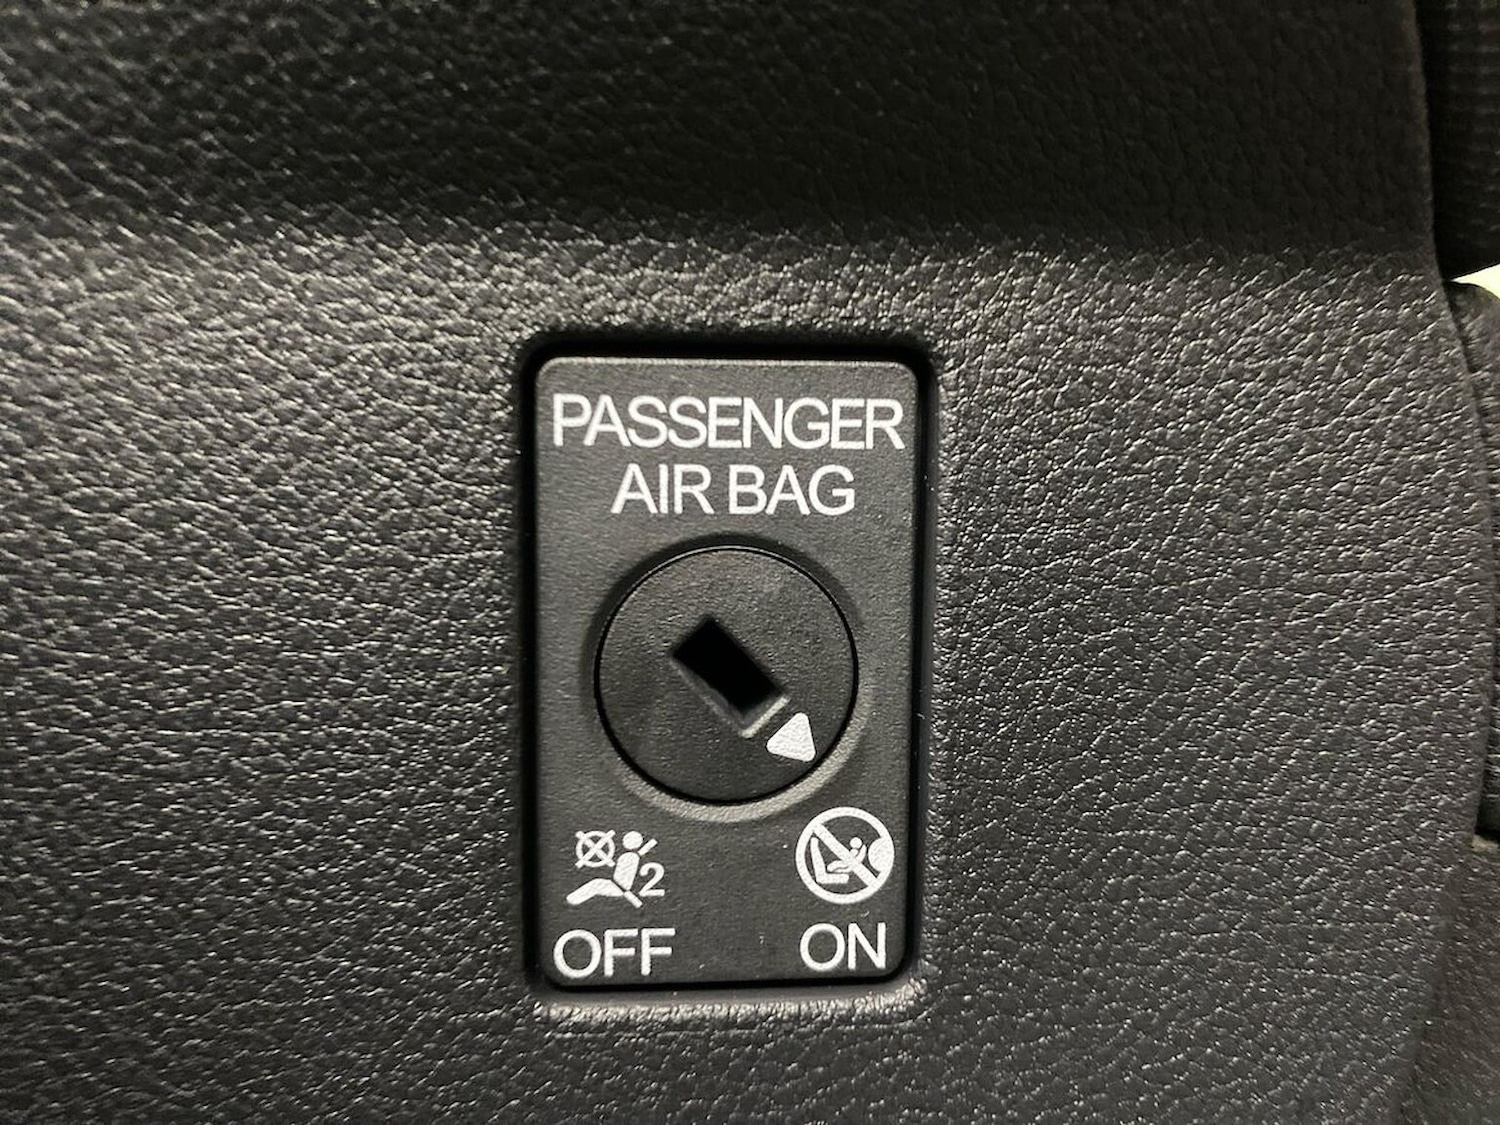 PASSENGER
AIR BAG
2
OFF ON